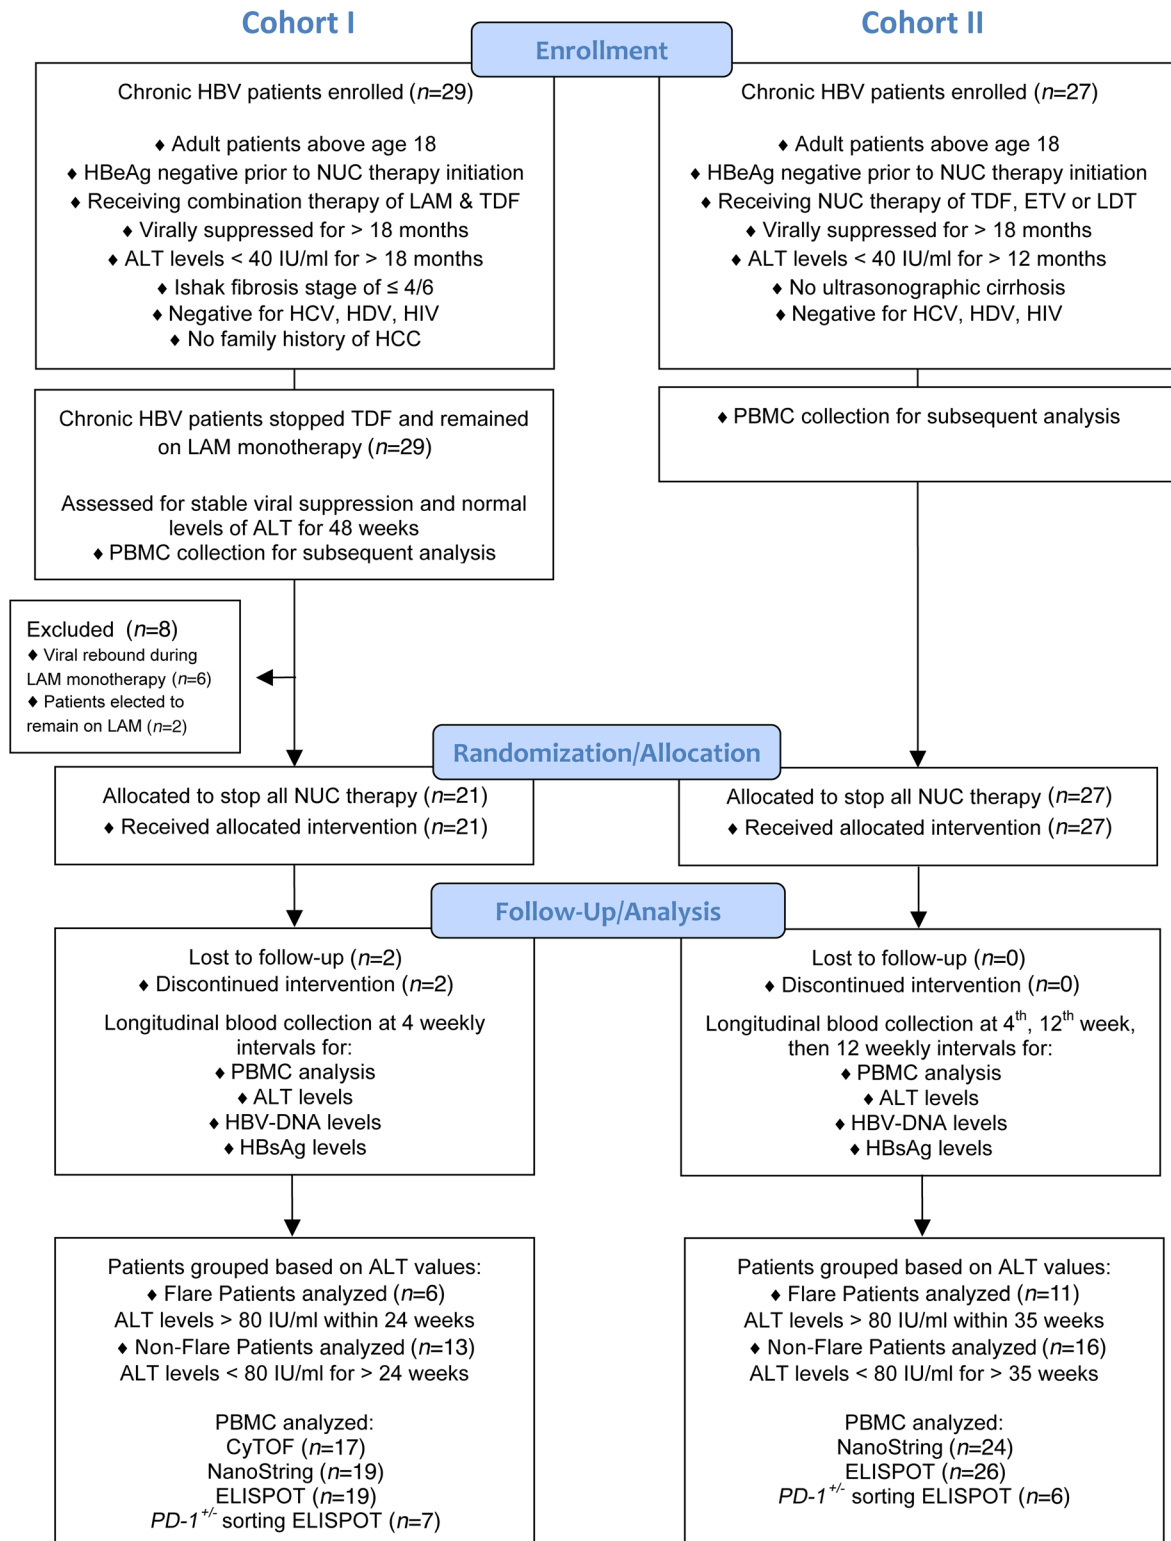 Cohort I
Cohort II
Enrollment
Chronic HBV patients enrolled (n=29)
♦ Adult patients above age 18
♦ HBeAg negative prior to NUC therapy initiation
♦ Receiving combination therapy of LAM & TDF
♦ Virally suppressed for > 18 months
♦ ALT levels < 40 IU/ml for > 18 months
♦ Ishak fibrosis stage of ≤ 4/6
♦ Negative for HCV, HDV, HIV
♦ No family history of HCC
Chronic HBV patients enrolled (n=27)
♦ Adult patients above age 18
♦ HBeAg negative prior to NUC therapy initiation
♦ Receiving NUC therapy of TDF, ETV or LDT
♦ Virally suppressed for > 18 months
♦ ALT levels < 40 IU/ml for > 12 months
♦ No ultrasonographic cirrhosis
♦ Negative for HCV, HDV, HIV
Chronic HBV patients stopped TDF and remained
on LAM monotherapy (n=29)
Assessed for stable viral suppression and normal
levels of ALT for 48 weeks
♦ PBMC collection for subsequent analysis
♦ PBMC collection for subsequent analysis
Excluded (n=8)
♦ Viral rebound during
LAM monotherapy (n=6)
♦ Patients elected to
remain on LAM (n=2)
Randomization/Allocation
Allocated to stop all NUC therapy (n=21)
♦ Received allocated intervention (n=21)
Allocated to stop all NUC therapy (n=27)
♦ Received allocated intervention (n=27)
Follow-Up/Analysis
Lost to follow-up (n=2)
♦ Discontinued intervention (n=2)
Longitudinal blood collection at 4 weekly
intervals for:
♦ PBMC analysis
♦ ALT levels
♦ HBV-DNA levels
♦ HBsAg levels
Lost to follow-up (n=0)
♦ Discontinued intervention (n=0)
Longitudinal blood collection at 4th, 12th week,
then 12 weekly intervals for:
♦ PBMC analysis
♦ ALT levels
♦ HBV-DNA levels
♦ HBsAg levels
Patients grouped based on ALT values:
♦ Flare Patients analyzed (n=6)
ALT levels > 80 IU/ml within 24 weeks
♦ Non-Flare Patients analyzed (n=13)
ALT levels < 80 IU/ml for > 24 weeks
PBMC analyzed:
CyTOF (n=17)
NanoString (n=19)
ELISPOT (n=19)
PD-1+/- sorting ELISPOT (n=7)
Patients grouped based on ALT values:
♦ Flare Patients analyzed (n=11)
ALT levels > 80 IU/ml within 35 weeks
♦ Non-Flare Patients analyzed (n=16)
ALT levels < 80 IU/ml for > 35 weeks
PBMC analyzed:
NanoString (n=24)
ELISPOT (n=26)
PD-1+/- sorting ELISPOT (n=6)